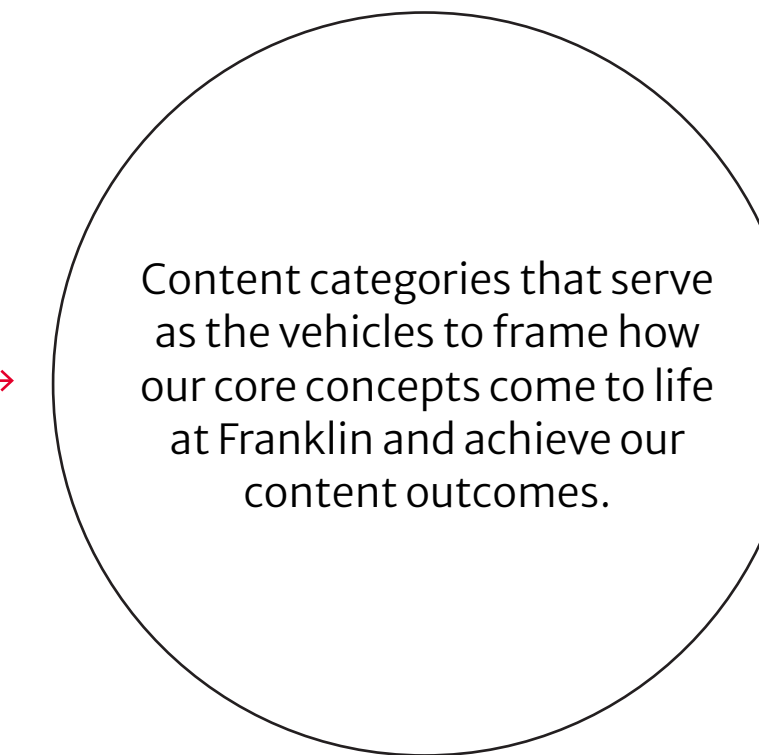 Content categories that serve
as the vehicles to frame how
our core concepts come to life
at Franklin and achieve our
content outcomes.